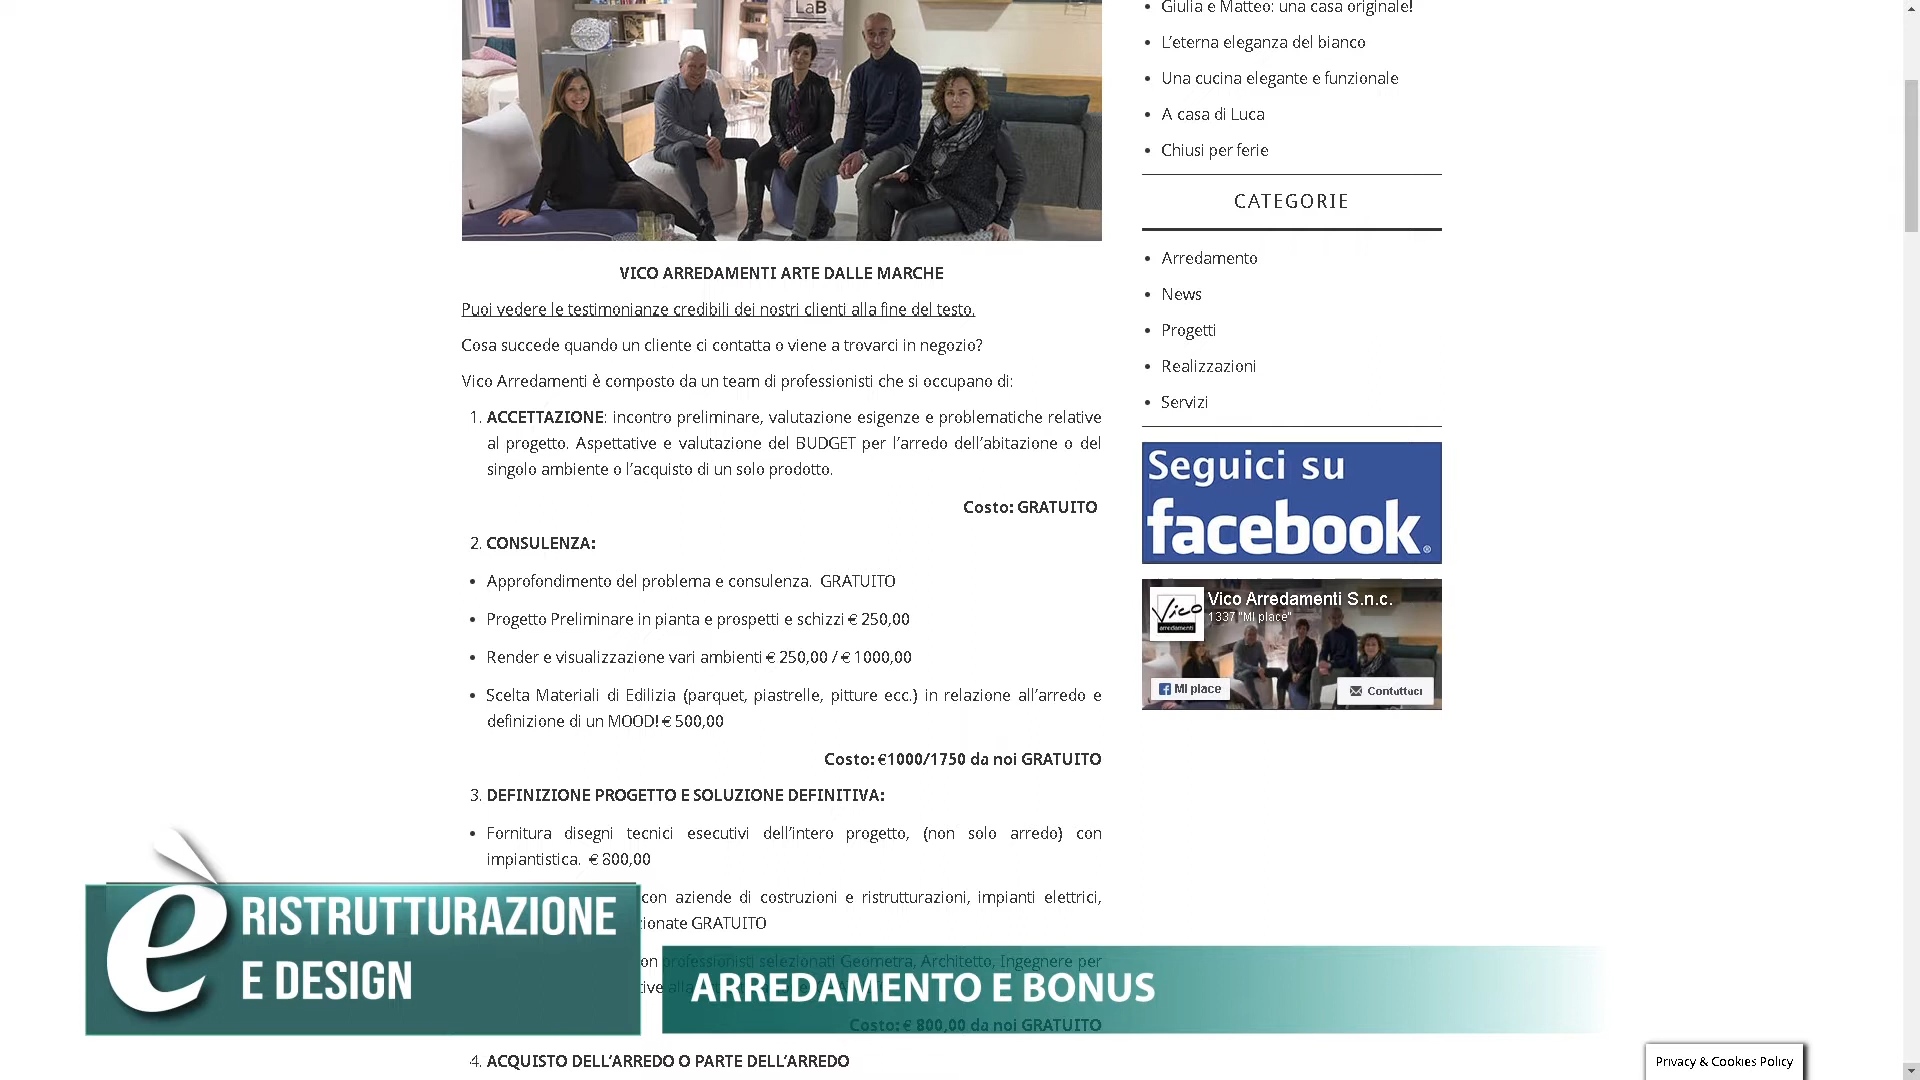 LaB
VICO ARREDAMENTI ARTE DALLE MARCHE
Puoi vedere le testimonianze credibili dei nostri clienti alla fine del testo.
Cosa succede quando un cliente ci contatta o viene a trovarci in negozio?
Vico Arredamenti è composto da un team di professionisti che si occupano di:
1. ACCETTAZIONE: incontro preliminare, valutazione esigenze e problematiche relative
al progetto. Aspettative e valutazione del BUDGET per l'arredo dell'abitazione o del
singolo ambiente o l'acquisto di un solo prodotto.
Costo: GRATUITO
2. CONSULENZA:
• Approfondimento del problema e consulenza. GRATUITO
• Progetto Preliminare in pianta e prospetti e schizzi € 250,00
• Render e visualizzazione vari ambienti € 250,00 / € 1000,00
• Scelta Materiali di Edilizia (parquet, piastrelle, pitture ecc.) in relazione all'arredo e
definizione di un MOOD! € 500,00
Costo: €1000/1750 da noi GRATUITO
3. DEFINIZIONE PROGETTO E SOLUZIONE DEFINITIVA:
• Fornitura disegni tecnici esecutivi dell'intero progetto, (non solo arredo) con
impiantistica. € 800,00
con aziende di costruzioni e ristrutturazioni, impianti elettrici,
zionate GRATUITO
on professionisti selezionati Geometra, Architetto, Ingegnere per
tive
Costo: € 800,00 da noi GRATUITO
4. ACQUISTO DELL'ARREDO O PARTE DELL'ARREDO
• Giulia e Matteo: una casa originale!
• L'eterna eleganza del bianco
• Una cucina elegante e funzionale
• A casa di Luca
• Chiusi per ferie
CATEGORIE
• Arredamento
• News
• Progetti
• Realizzazioni
• Servizi
Seguici su
facebook
Vico Arredamenti S.n.c.
1337 "Mi place"
Vico
arredamenti
Mi place
Contattaci
è RISTRUTTURAZIONE
E DESIGN
ARREDAMENTO E BONUS
Privacy & Cookies Policy